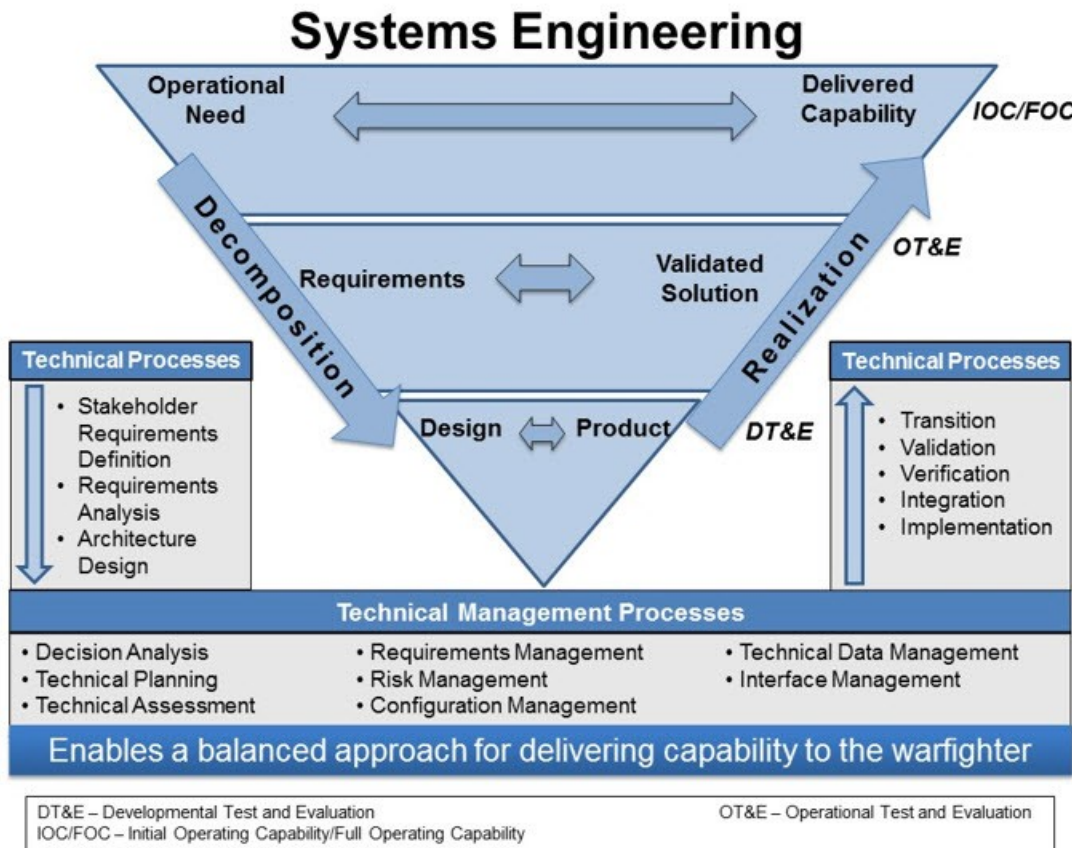 Systems Engineering
Operational
Need
Delivered
Capability
IOC/FOC
Decomposition
Realization
OT&E
Requirements
Validated
Solution
Design
Product
DT&E
Technical Processes
• Stakeholder
Requirements
Definition
• Requirements
Analysis
• Architecture
Design
Technical Processes
• Transition
• Validation
• Verification
• Integration
• Implementation
Technical Management Processes
• Decision Analysis
• Technical Planning
• Technical Assessment
• Requirements Management
• Risk Management
• Configuration Management
• Technical Data Management
• Interface Management
Enables a balanced approach for delivering capability to the warfighter
DT&E – Developmental Test and Evaluation
IOC/FOC – Initial Operating Capability/Full Operating Capability
OT&E – Operational Test and Evaluation